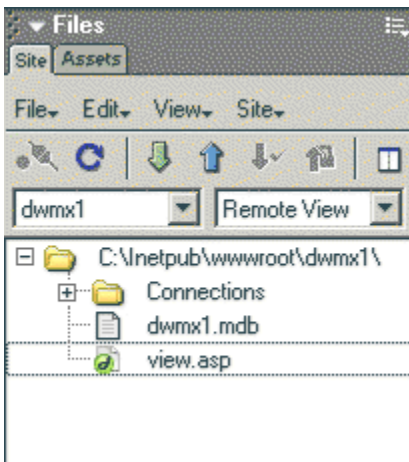 Files
Site Assets
File Edit View Site
dwmx1 Remote View
C:\Inetpub\wwwroot\dwmx1\
Connections
dwmx1.mdb
view.asp